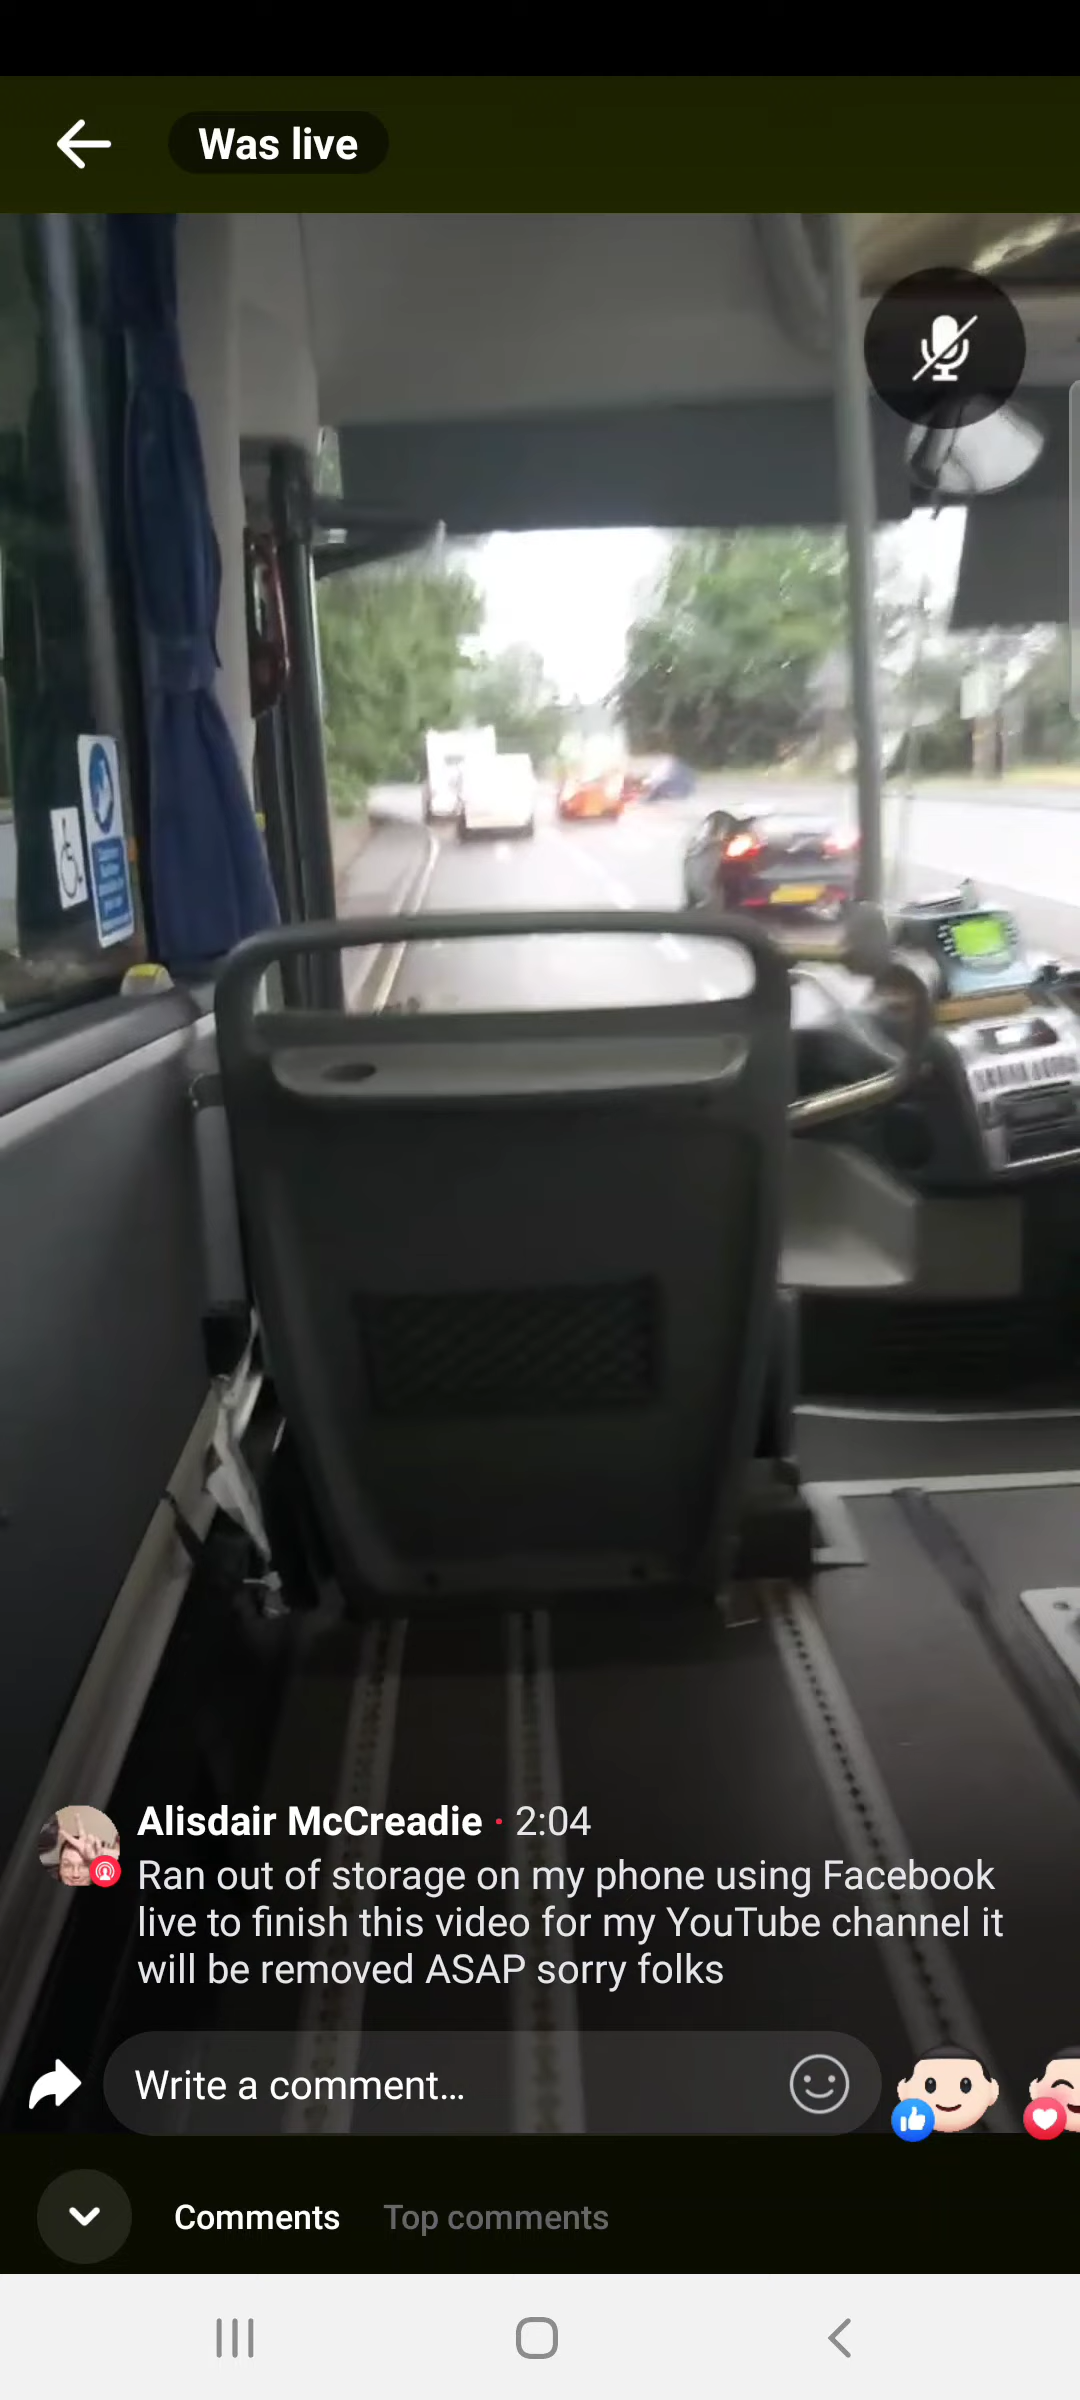 Was live
Alisdair McCreadie · 2:04
Ran out of storage on my phone using Facebook
live to finish this video for my YouTube channel it
will be removed ASAP sorry folks
Write a comment...
Comments Top comments